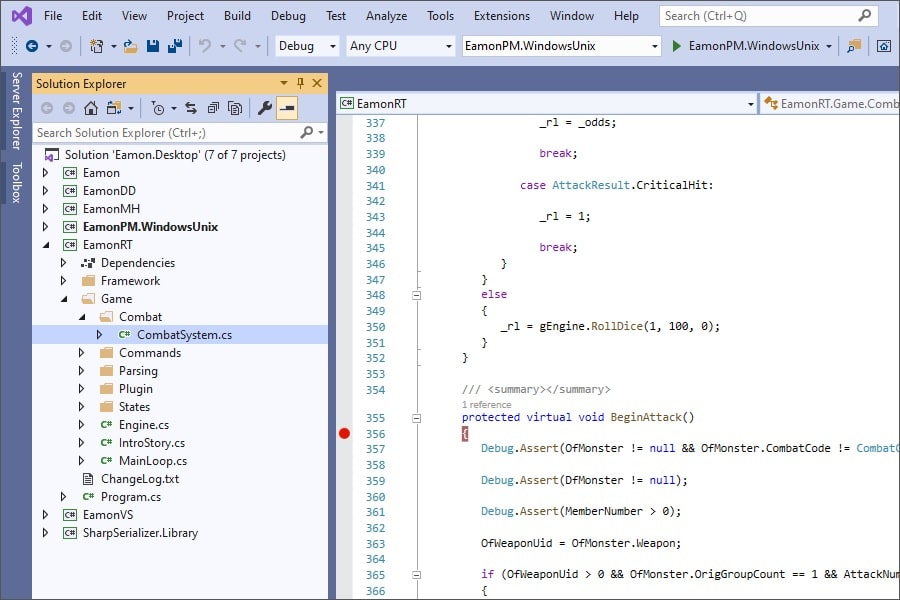 File Edit View Project Build Debug Test Analyze Tools Extensions Window Help Search (Ctrl+Q)
Debug Any CPU EamonPM.WindowsUnix EamonPM.WindowsUnix
Server Explorer
Toolbox
Solution Explorer
Search Solution Explorer (Ctrl+;)
Solution 'Eamon.Desktop' (7 of 7 projects)
C# Eamon
C# EamonDD
C# EamonMH
C# EamonPM.WindowsUnix
C# EamonRT
Dependencies
Framework
Game
Combat
C# CombatSystem.cs
Commands
Parsing
Plugin
States
C# Engine.cs
C# IntroStory.cs
C# MainLoop.cs
ChangeLog.txt
C# Program.cs
C# EamonVS
C# SharpSerializer.Library
C# EamonRT EamonRT.Game.Comb
337 _rl = _odds;
338
339 break;
340
341 case AttackResult.CriticalHit:
342
343 _rl = 1;
344
345 break;
346 }
347 }
348 else
349 {
350 _rl = gEngine.RollDice(1, 100, 0);
351 }
352 }
353
354 /// <summary></summary>
1 reference
355 protected virtual void BeginAttack()
356 {
357 Debug.Assert(OfMonster != null && OfMonster.CombatCode != CombatC
358
359 Debug.Assert(DfMonster != null);
360
361 Debug.Assert(MemberNumber > 0);
362
363 OfWeaponUid = OfMonster.Weapon;
364
365 if (OfWeaponUid > 0 && OfMonster.OrigGroupCount == 1 && AttackNum
366 {